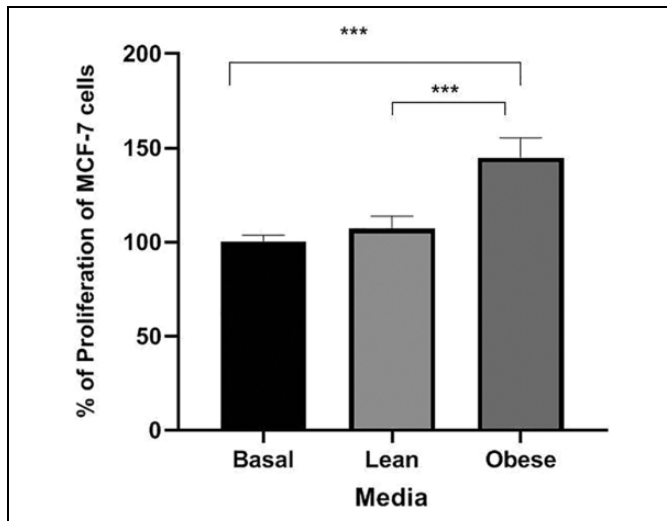 ***
200
***
150
100
50
0
% of Proliferation of MCF-7 cells
Basal Lean Obese
Media